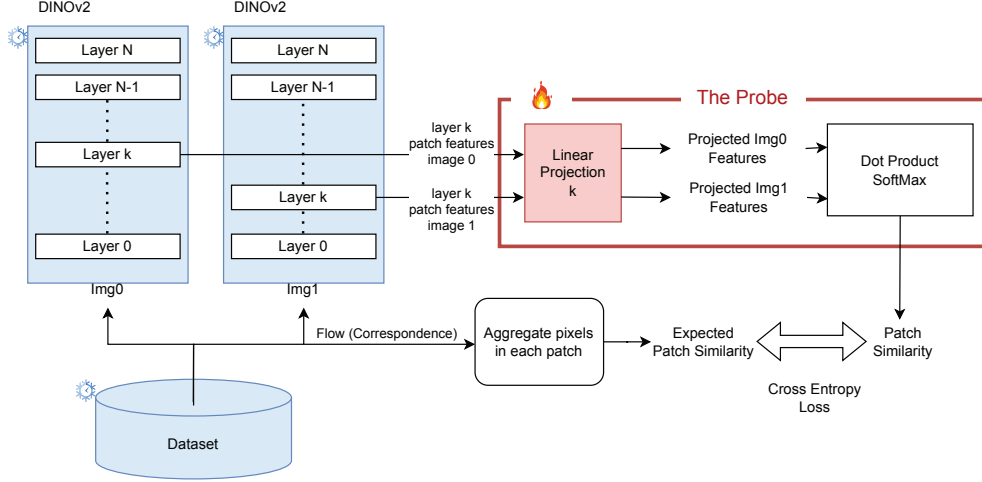 DINOv2
DINOv2
Layer N
Layer N
Layer N-1
Layer N-1
Layer k
Layer k
Layer 0
Layer 0
Img0
Img1
layer k
patch features
image 0
layer k
patch features
image 1
The Probe
Linear
Projection
k
Projected Img0
Features
Projected Img1
Features
Dot Product
SoftMax
Flow (Correspondence)
Aggregate pixels
in each patch
Expected
Patch Similarity
Patch
Similarity
Cross Entropy
Loss
Dataset